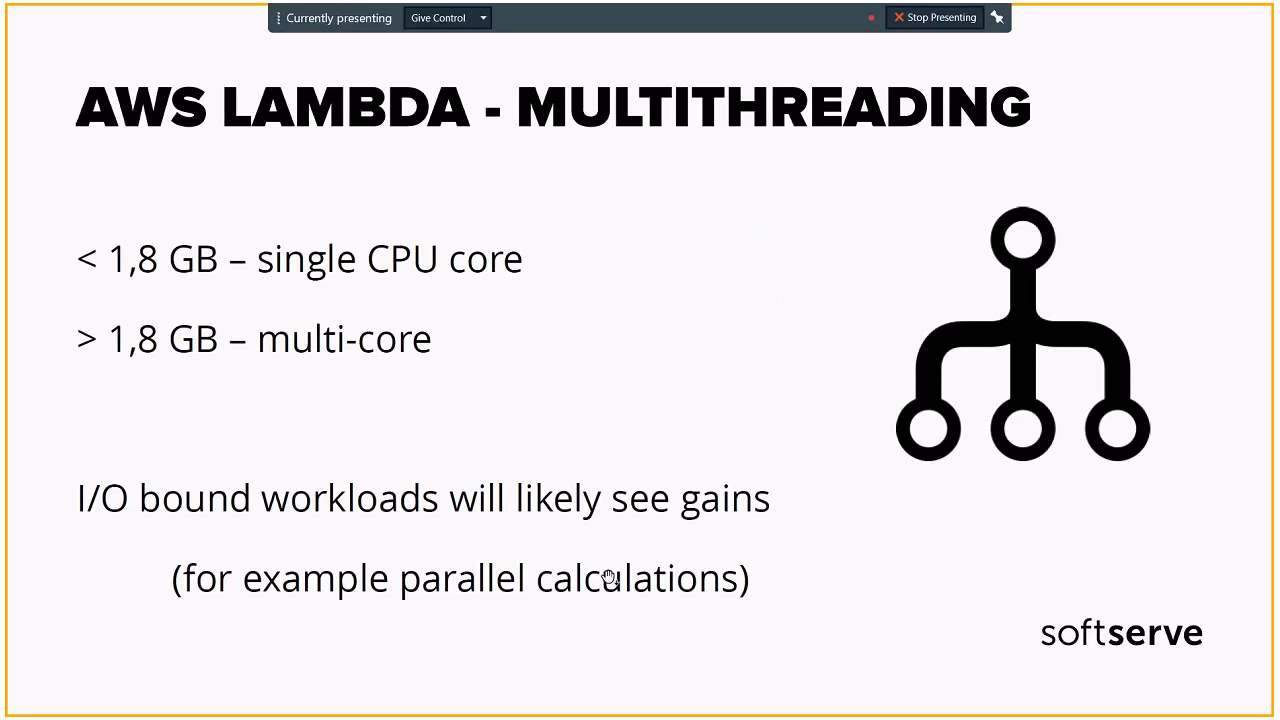 Currently presenting Give Control Stop Presenting
AWS LAMBDA - MULTITHREADING
< 1,8 GB – single CPU core
> 1,8 GB – multi-core
I/O bound workloads will likely see gains
(for example parallel calculations)
softserve